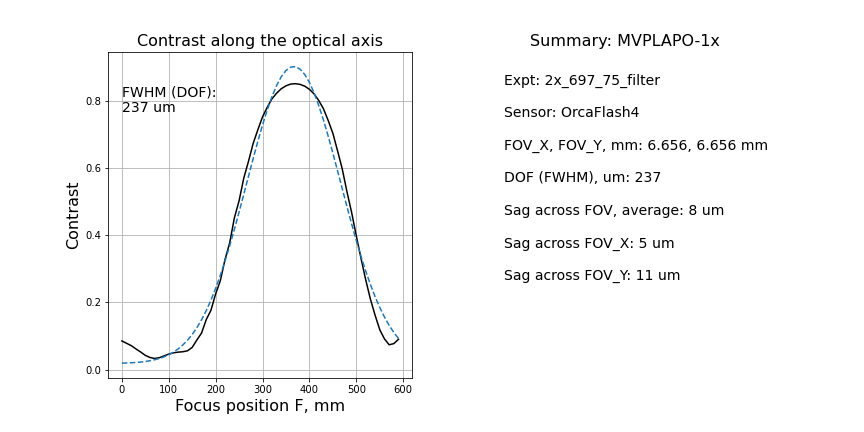 Contrast along the optical axis
FWHM (DOF):
237 um
Contrast
0.8
0.6
0.4
0.2
0.0
0 100 200 300 400 500 600
Focus position F, mm
Summary: MVPLAPO-1x
Expt: 2x_697_75_filter
Sensor: OrcaFlash4
FOV_X, FOV_Y, mm: 6.656, 6.656 mm
DOF (FWHM), um: 237
Sag across FOV, average: 8 um
Sag across FOV_X: 5 um
Sag across FOV_Y: 11 um